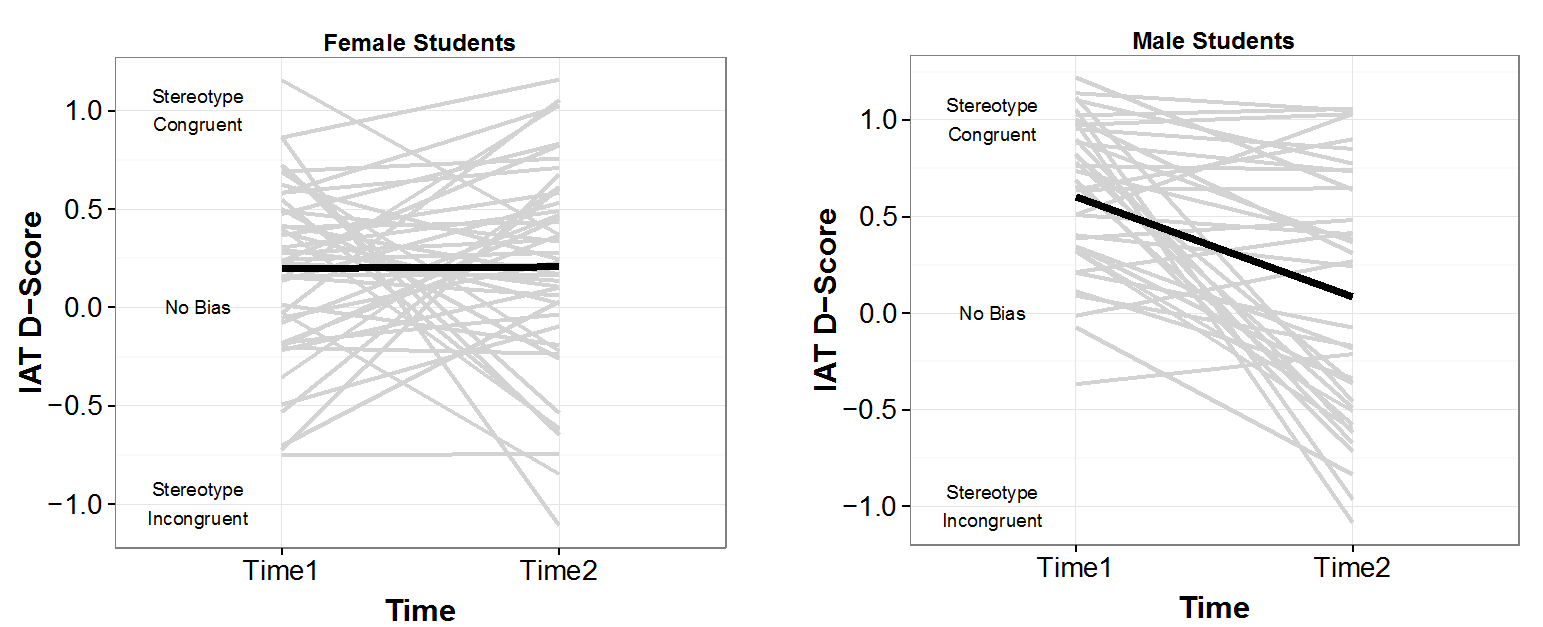 Female Students
IAT D−Score
1.0
0.5
0.0
−0.5
−1.0
Stereotype
Congruent
No Bias
Stereotype
Incongruent
Time1
Time2
Time
Male Students
IAT D−Score
1.0
0.5
0.0
−0.5
−1.0
Stereotype
Congruent
No Bias
Stereotype
Incongruent
Time1
Time2
Time